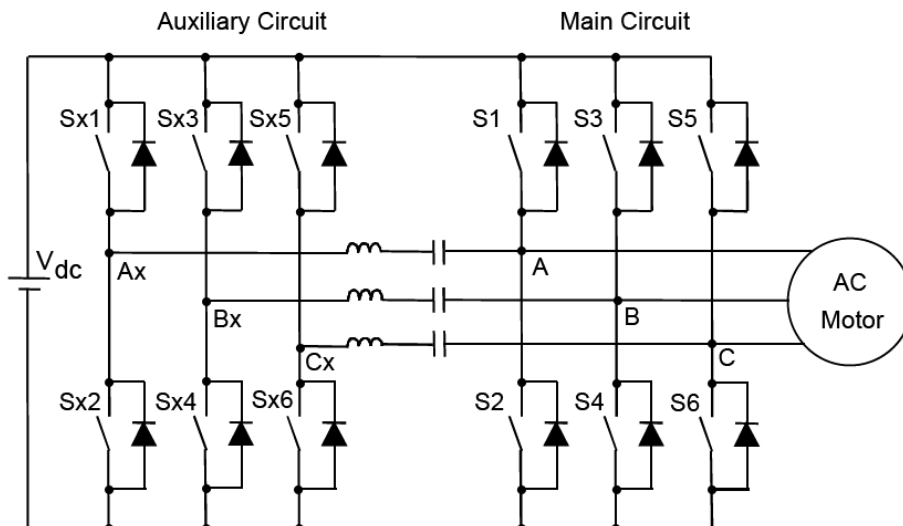 Auxiliary Circuit Main Circuit
Sx1 Sx3 Sx5 S1 S3 S5
Vdc
Ax
A
AC
Motor
Bx
B
Cx
C
Sx2 Sx4 Sx6 S2 S4 S6